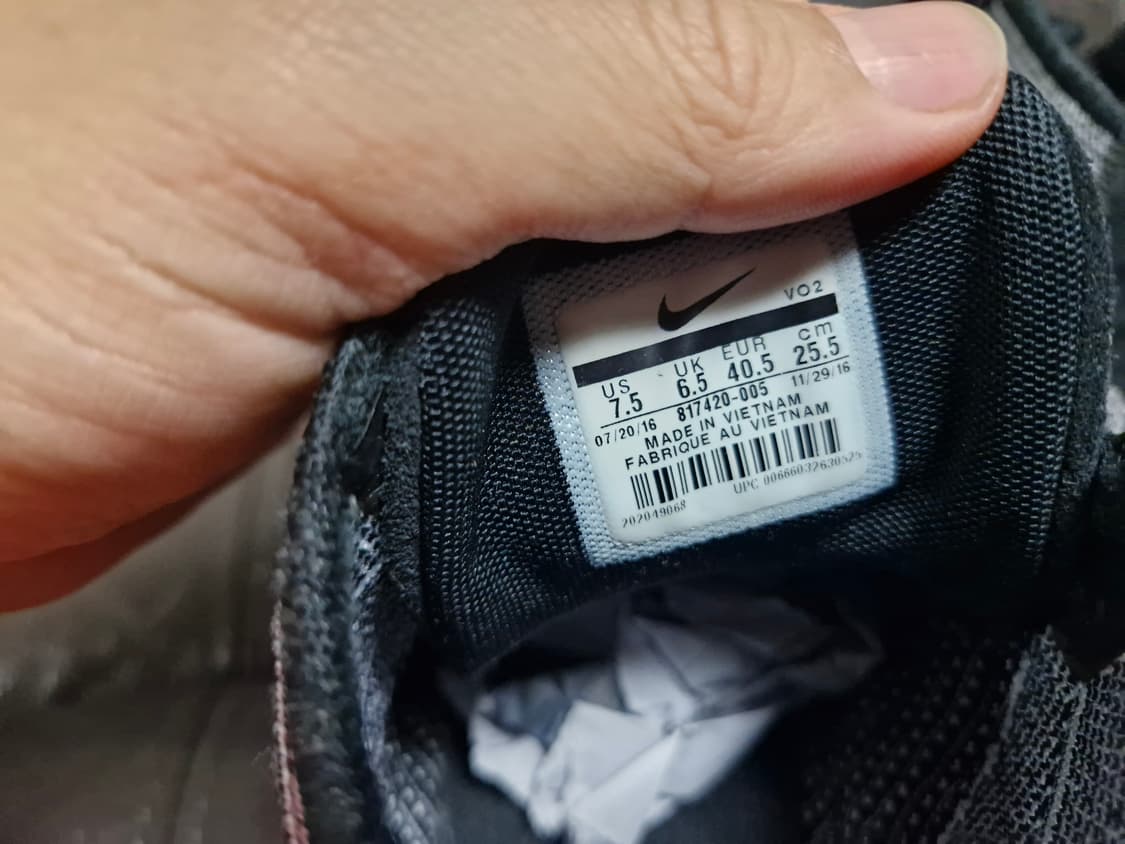 VO2
US UK EUR cm
7.5 6.5 40.5 25.5
07/20/16 817420-005 11/29/16
MADE IN VIETNAM
FABRIQUE AU VIETNAM
202049068 UPC 00666032630525